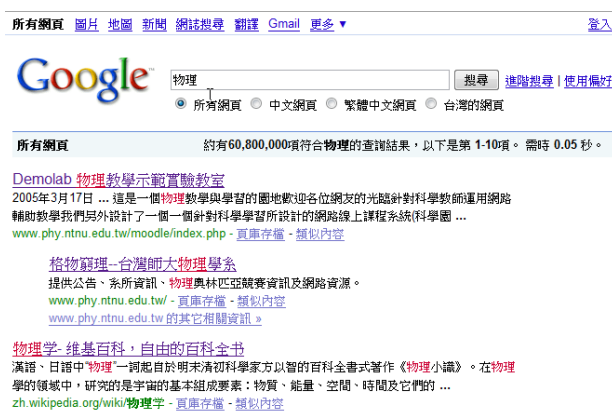 所有網頁 圖片 地圖 新聞 網誌搜尋 翻譯 Gmail 更多 ▼ 登入
Google 物理 搜尋 進階搜尋 | 使用偏好
所有網頁 中文網頁 繁體中文網頁 台灣的網頁
所有網頁 約有60,800,000項符合物理的查詢結果，以下是第 1-10項。 需時 0.05 秒。
Demolab 物理教學示範實驗教室
2005年3月17日 ... 這是一個物理教學與學習的園地歡迎各位網友的光臨針對科學教師運用網路
輔助教學我們另外設計了一個一個針對科學學習所設計的網路線上課程系統(科學園 ...
www.phy.ntnu.edu.tw/moodle/index.php - 頁庫存檔 - 類似內容
格物窮理--台灣師大物理學系
提供公告、系所資訊、物理奧林匹亞競賽資訊及網路資源。
www.phy.ntnu.edu.tw/ - 頁庫存檔 - 類似內容
www.phy.ntnu.edu.tw 的其它相關資訊 »
物理学- 维基百科，自由的百科全书
漢語、日語中"物理"一詞起自於明末清初科學家方以智的百科全書式著作《物理小識》。在物理
學的領域中，研究的是宇宙的基本組成要素：物質、能量、空間、時間及它們的 ...
zh.wikipedia.org/wiki/物理学 - 頁庫存檔 - 類似內容